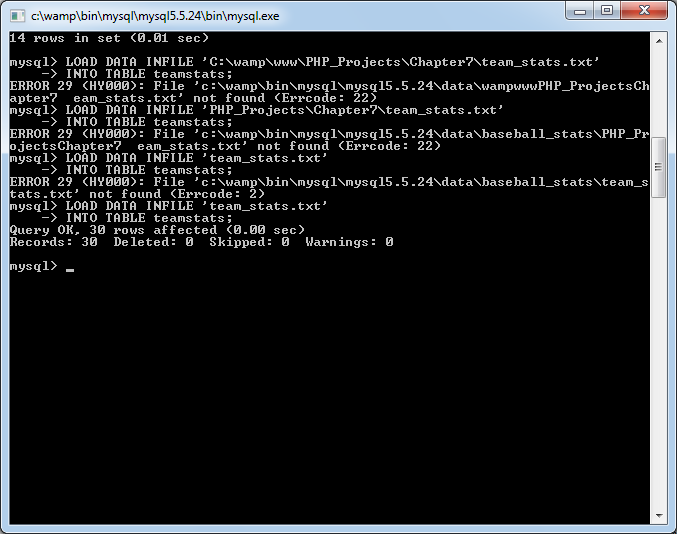 c:\wamp\bin\mysql\mysql5.5.24\bin\mysql.exe
14 rows in set (0.01 sec)
mysql> LOAD DATA INFILE 'C:\wamp\www\PHP_Projects\Chapter7\team_stats.txt'
    -> INTO TABLE teamstats;
ERROR 29 (HY000): File 'c:\wamp\bin\mysql\mysql5.5.24\data\wampwwwPHP_ProjectsCh
apter7  eam_stats.txt' not found (Errcode: 22)
mysql> LOAD DATA INFILE 'PHP_Projects\Chapter7\team_stats.txt'
    -> INTO TABLE teamstats;
ERROR 29 (HY000): File 'c:\wamp\bin\mysql\mysql5.5.24\data\baseball_stats\PHP_Pr
ojectsChapter7  eam_stats.txt' not found (Errcode: 22)
mysql> LOAD DATA INFILE 'team_stats.txt'
    -> INTO TABLE teamstats;
ERROR 29 (HY000): File 'c:\wamp\bin\mysql\mysql5.5.24\data\baseball_stats\team_s
tats.txt' not found (Errcode: 2)
mysql> LOAD DATA INFILE 'team_stats.txt'
    -> INTO TABLE teamstats;
Query OK, 30 rows affected (0.00 sec)
Records: 30  Deleted: 0  Skipped: 0  Warnings: 0
mysql> _